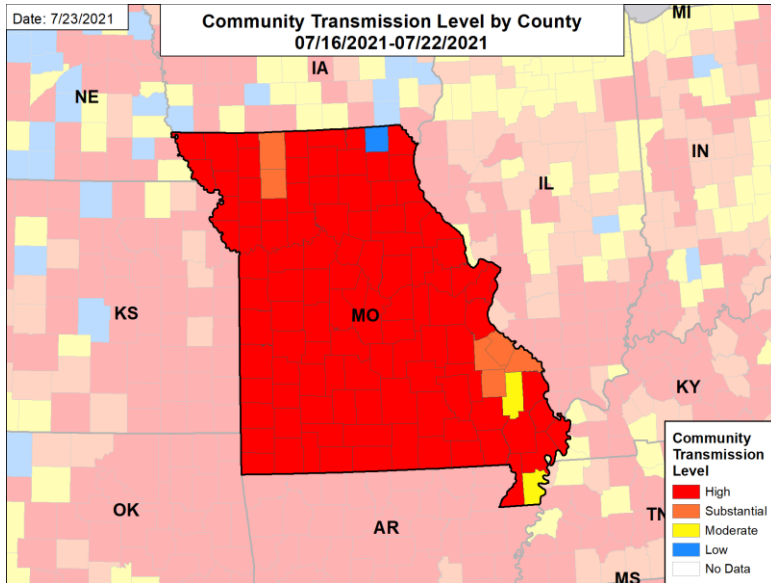 Date: 7/23/2021
Community Transmission Level by County
07/16/2021-07/22/2021
MI
IA
NE
IN
IL
KS
MO
KY
Community
Transmission
Level
High
Substantial
Moderate
Low
No Data
OK
AR
TN
MS